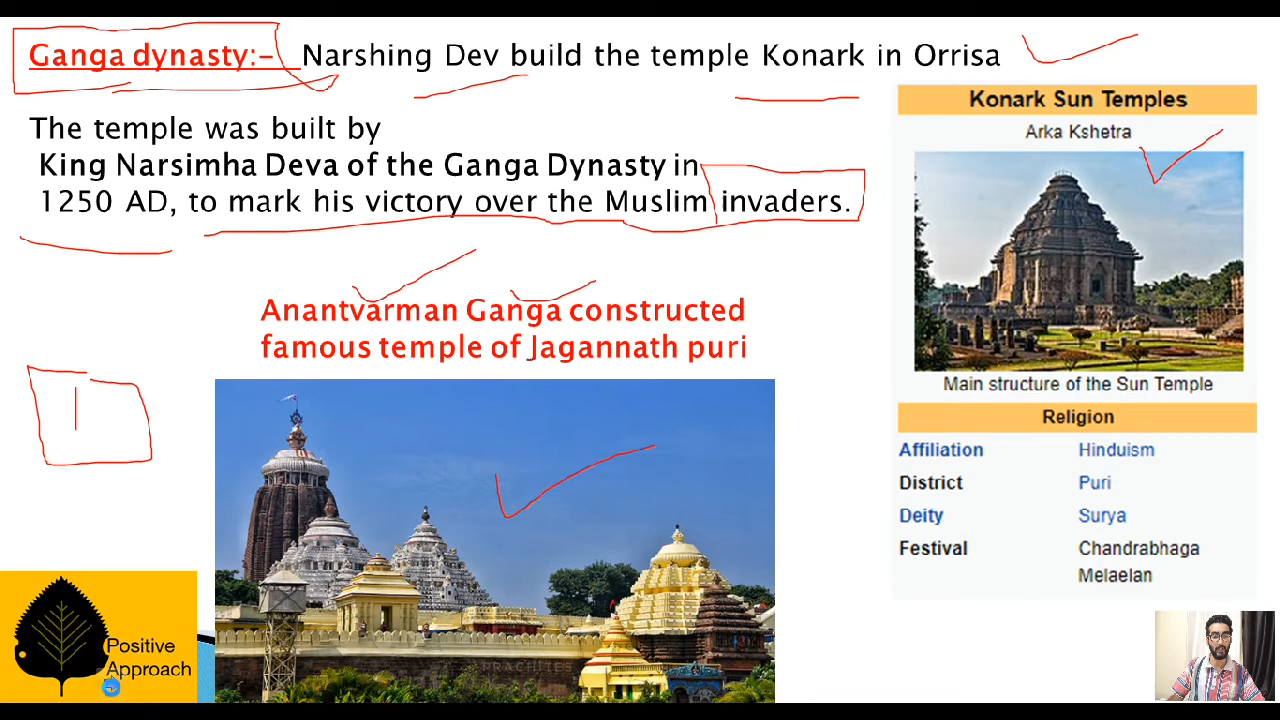 Ganga dynasty:- Narshing Dev build the temple Konark in Orrisa
The temple was built by
King Narsimha Deva of the Ganga Dynasty in
1250 AD, to mark his victory over the Muslim invaders.
Anantvarman Ganga constructed
famous temple of Jagannath puri
Konark Sun Temples
Arka Kshetra
Main structure of the Sun Temple
Religion
Affiliation Hinduism
District Puri
Deity Surya
Festival Chandrabhaga
Melaelan
PRACHITES
Positive
Approach